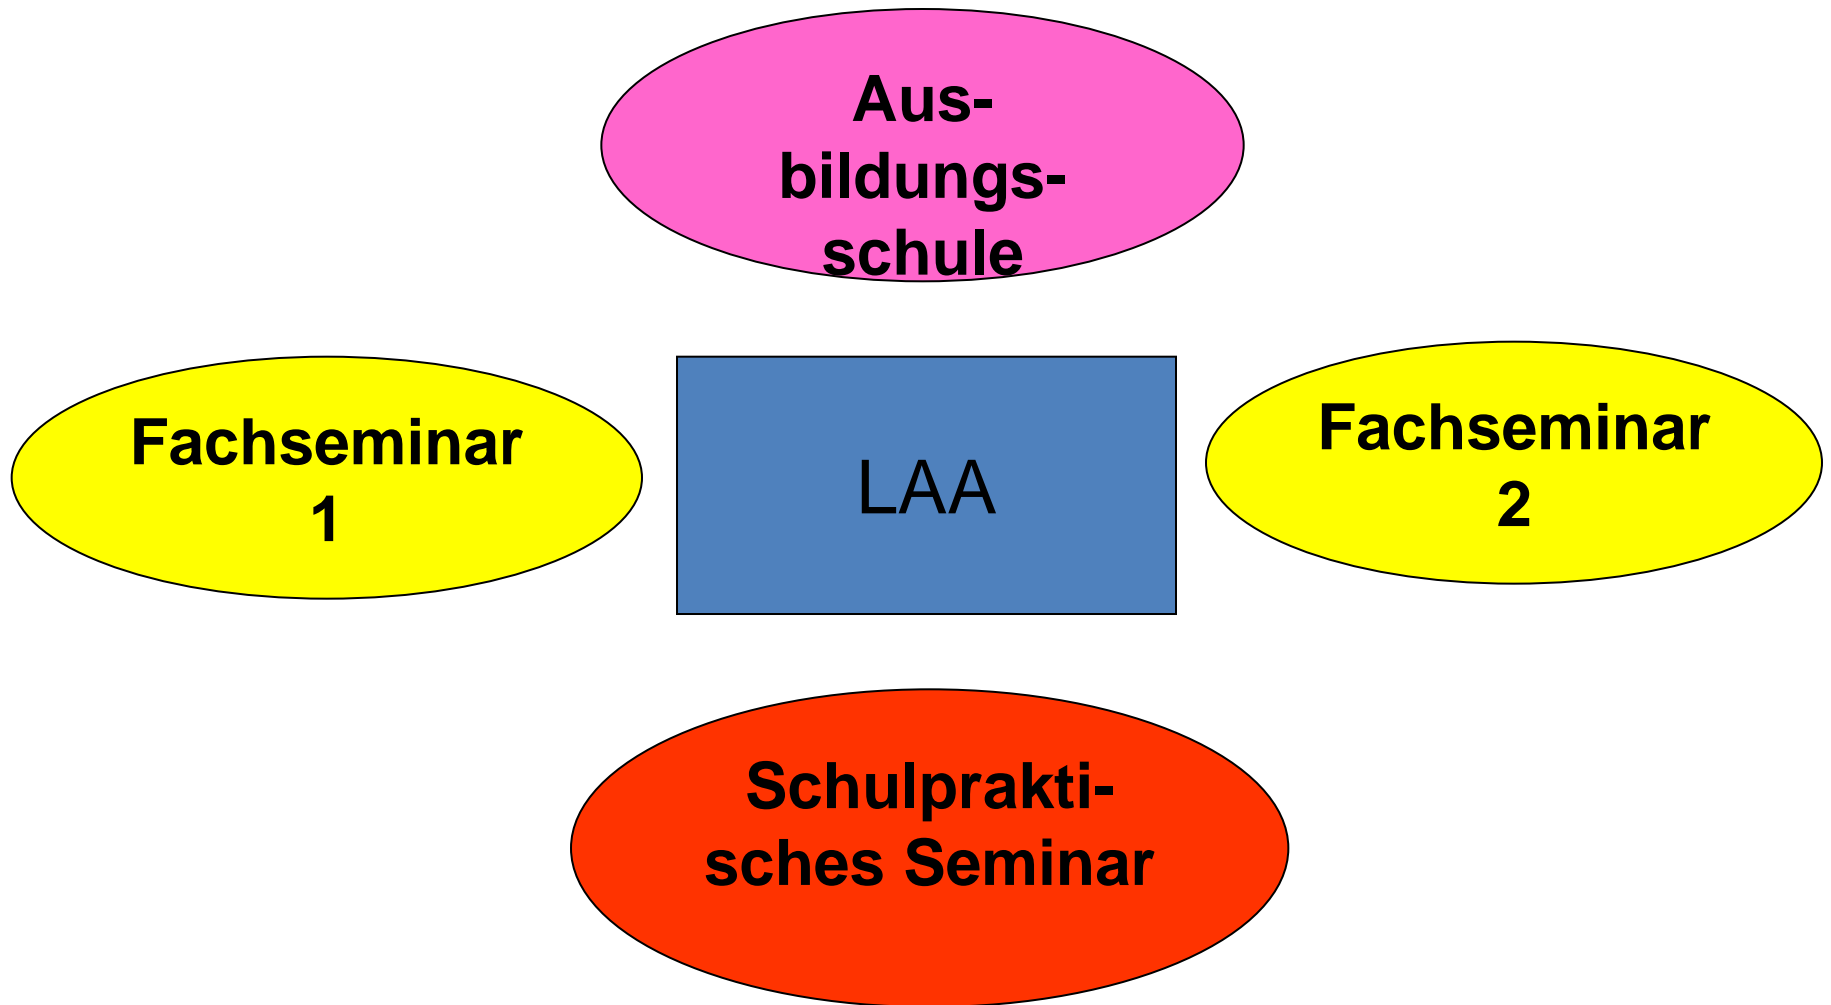 Aus-
bildungs-
schule
Fachseminar
1
LAA
Fachseminar
2
Schulprakti-
sches Seminar